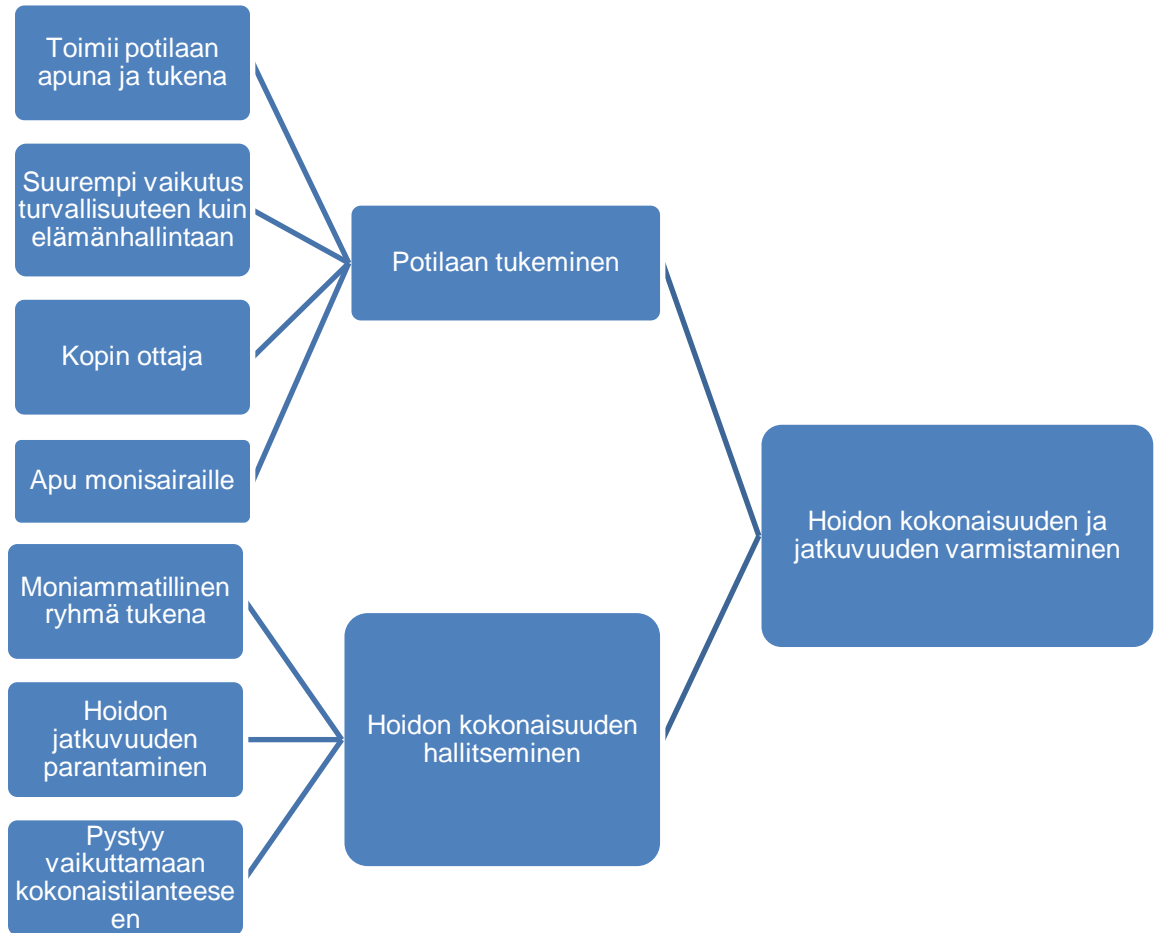 Toimii potilaan
apuna ja tukena
Suurempi vaikutus
turvallisuuteen kuin
elämänhallintaan
Kopin ottaja
Apu monisairaille
Potilaan tukeminen
Moniammatillinen
ryhmä tukena
Hoidon
jatkuvuuden
parantaminen
Pystyy
vaikuttamaan
kokonaistilanteese
en
Hoidon kokonaisuuden
hallitseminen
Hoidon kokonaisuuden ja
jatkuvuuden varmistaminen